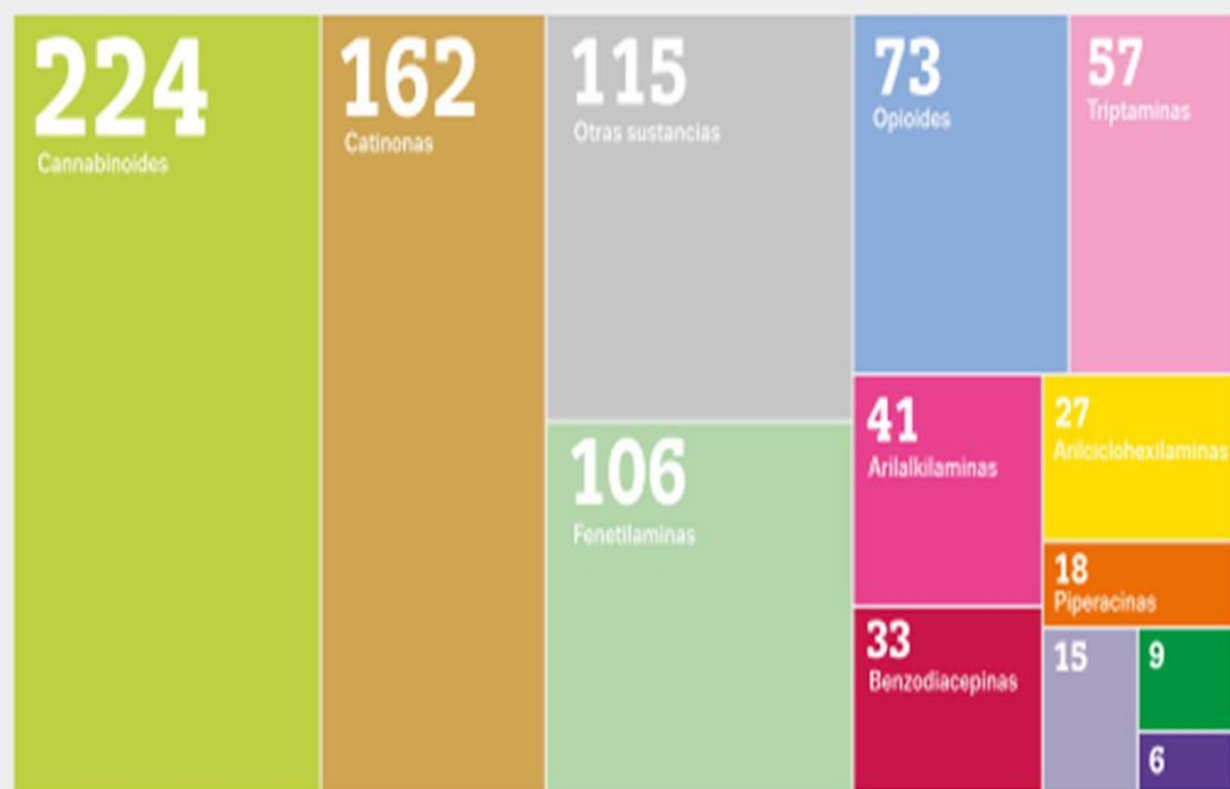 224
Cannabinoides
162
Catinonas
115
Otras sustancias
106
Fenetilaminas
73
Opioides
57
Triptaminas
41
Arilalkilaminas
27
Arilciclohexilaminas
18
Piperacinas
33
Benzodiacepinas
15
9
6